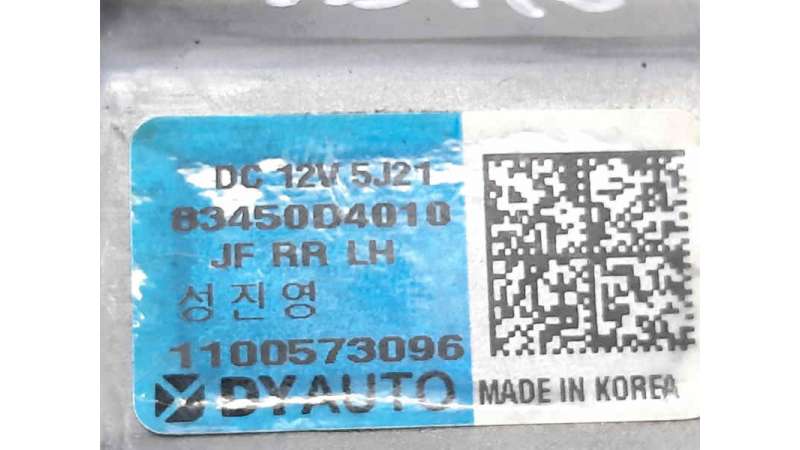 DC 12V 5J21
83450D4010
JF RR LH
성진영
1100573096
DYAUTO
MADE IN KOREA